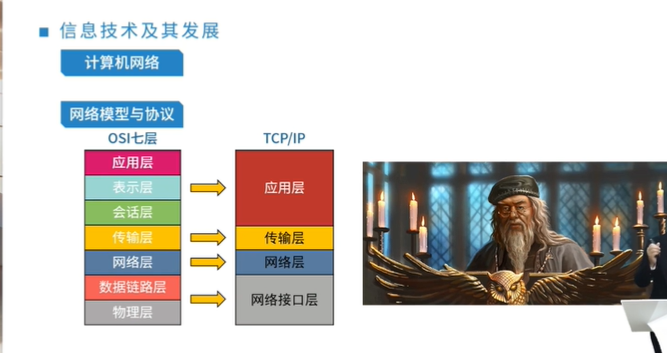 信息技术及其发展
计算机网络
网络模型与协议
OSI七层
应用层
表示层
会话层
传输层
网络层
数据链路层
物理层
TCP/IP
应用层
传输层
网络层
网络接口层